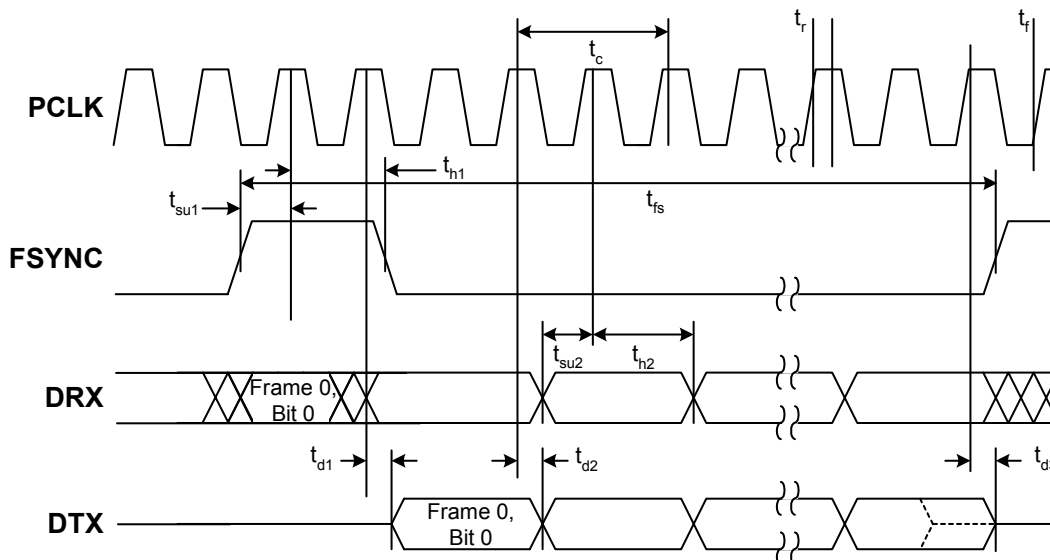 t_r
t_f
t_c
PCLK
t_h1
t_su1
t_fs
FSYNC
t_su2
t_h2
DRX
Frame 0,
Bit 0
t_d1
t_d2
DTX
Frame 0,
Bit 0